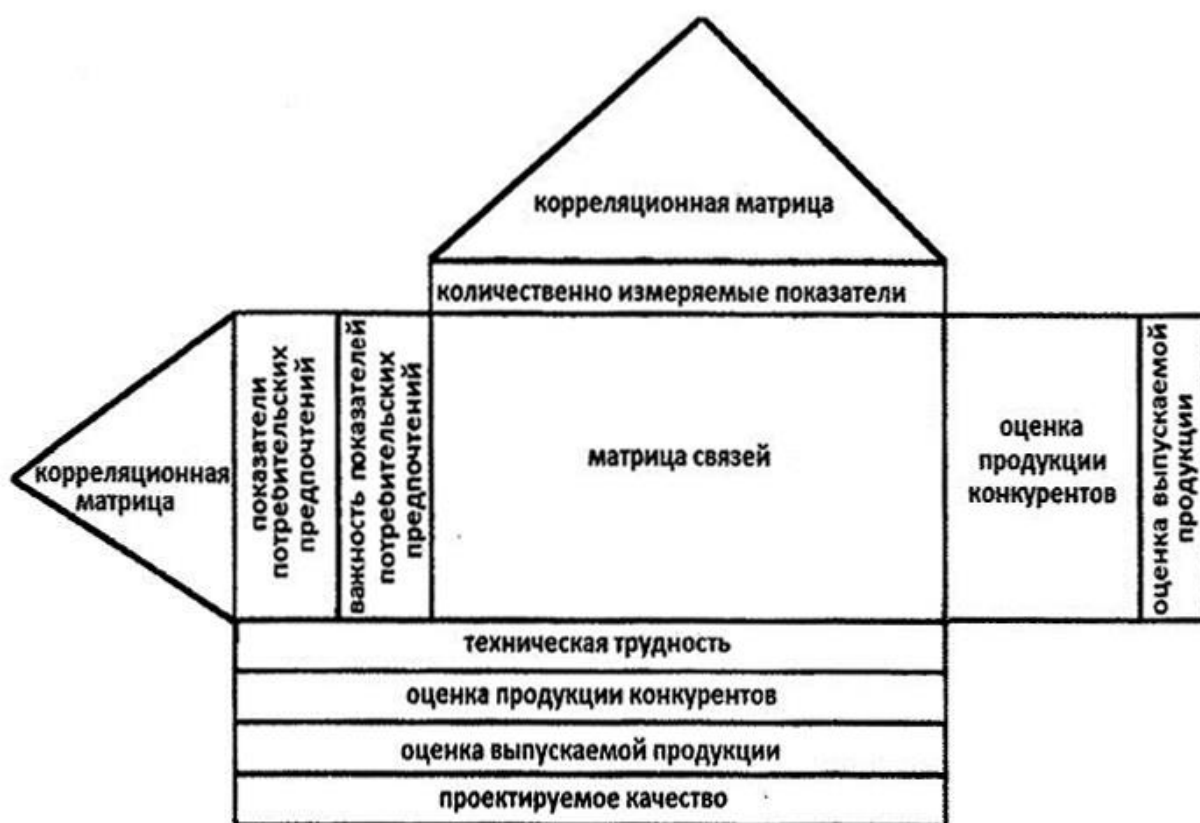 корреляционная матрица
количественно измеряемые показатели
корреляционная
матрица
показатели
потребительских
предпочтений
важность показателей
потребительских
предпочтений
матрица связей
оценка
продукции
конкурентов
оценка выпускаемой
продукции
техническая трудность
оценка продукции конкурентов
оценка выпускаемой продукции
проектируемое качество